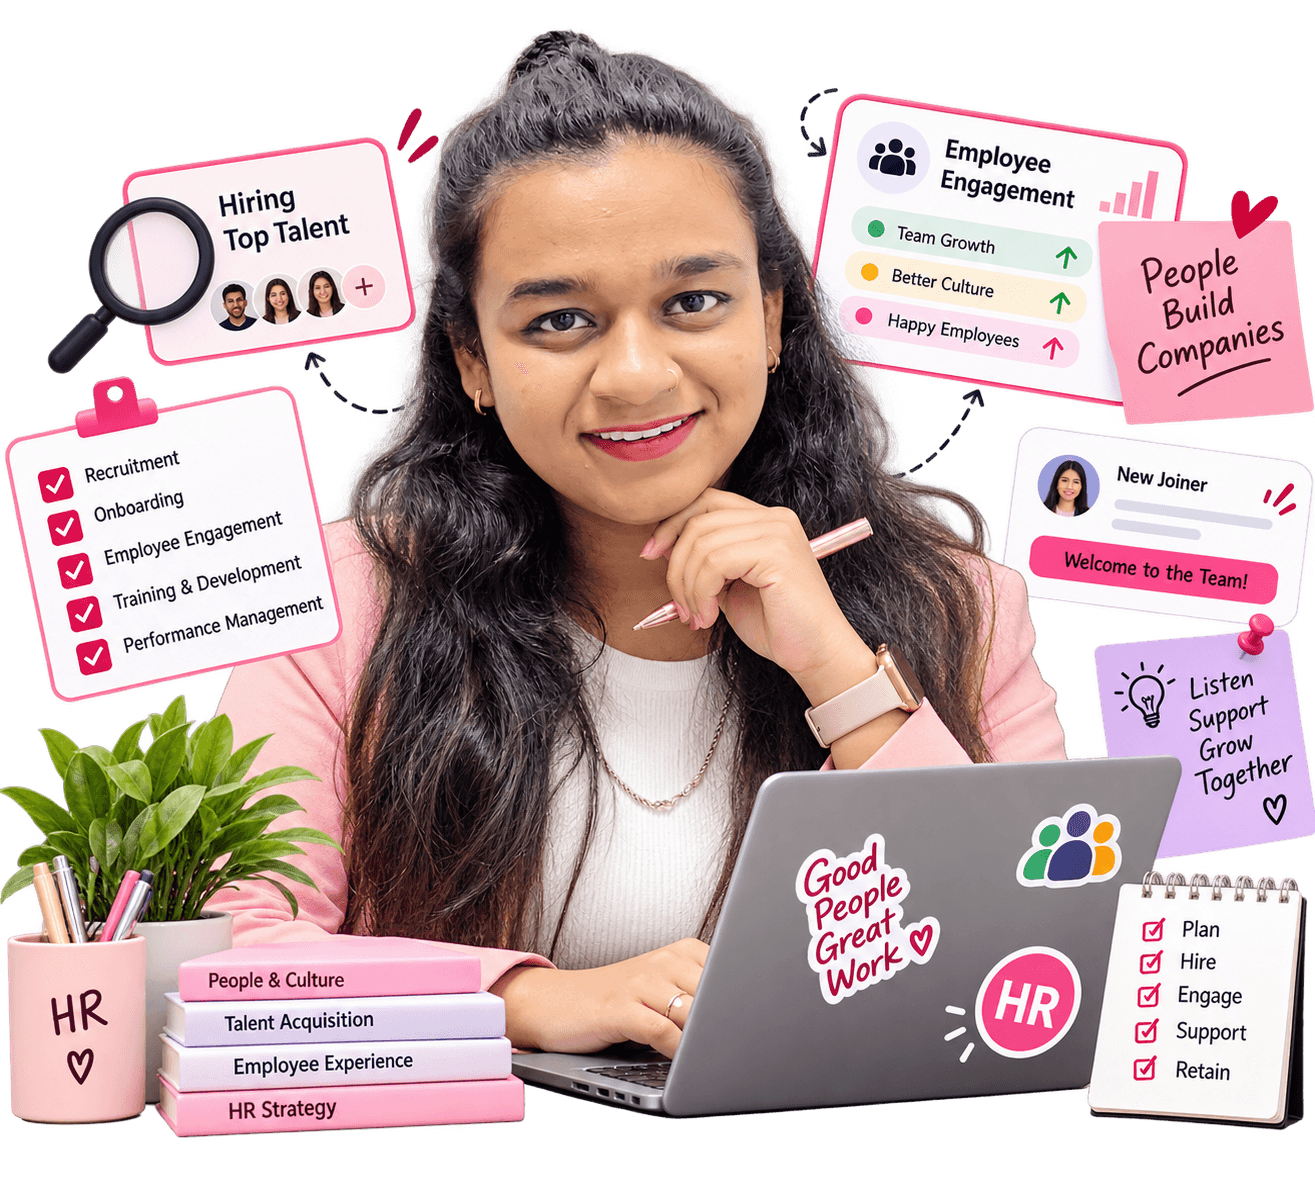 Hiring
Top Talent
+
Recruitment
Onboarding
Employee Engagement
Training & Development
Performance Management
Employee
Engagement
Team Growth
Better Culture
Happy Employees
People
Build
Companies
New Joiner
Welcome to the Team!
Listen
Support
Grow
Together
HR
People & Culture
Talent Acquisition
Employee Experience
HR Strategy
Good
People
Great
Work
HR
Plan
Hire
Engage
Support
Retain